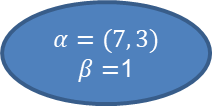 α = (7, 3)
β =1